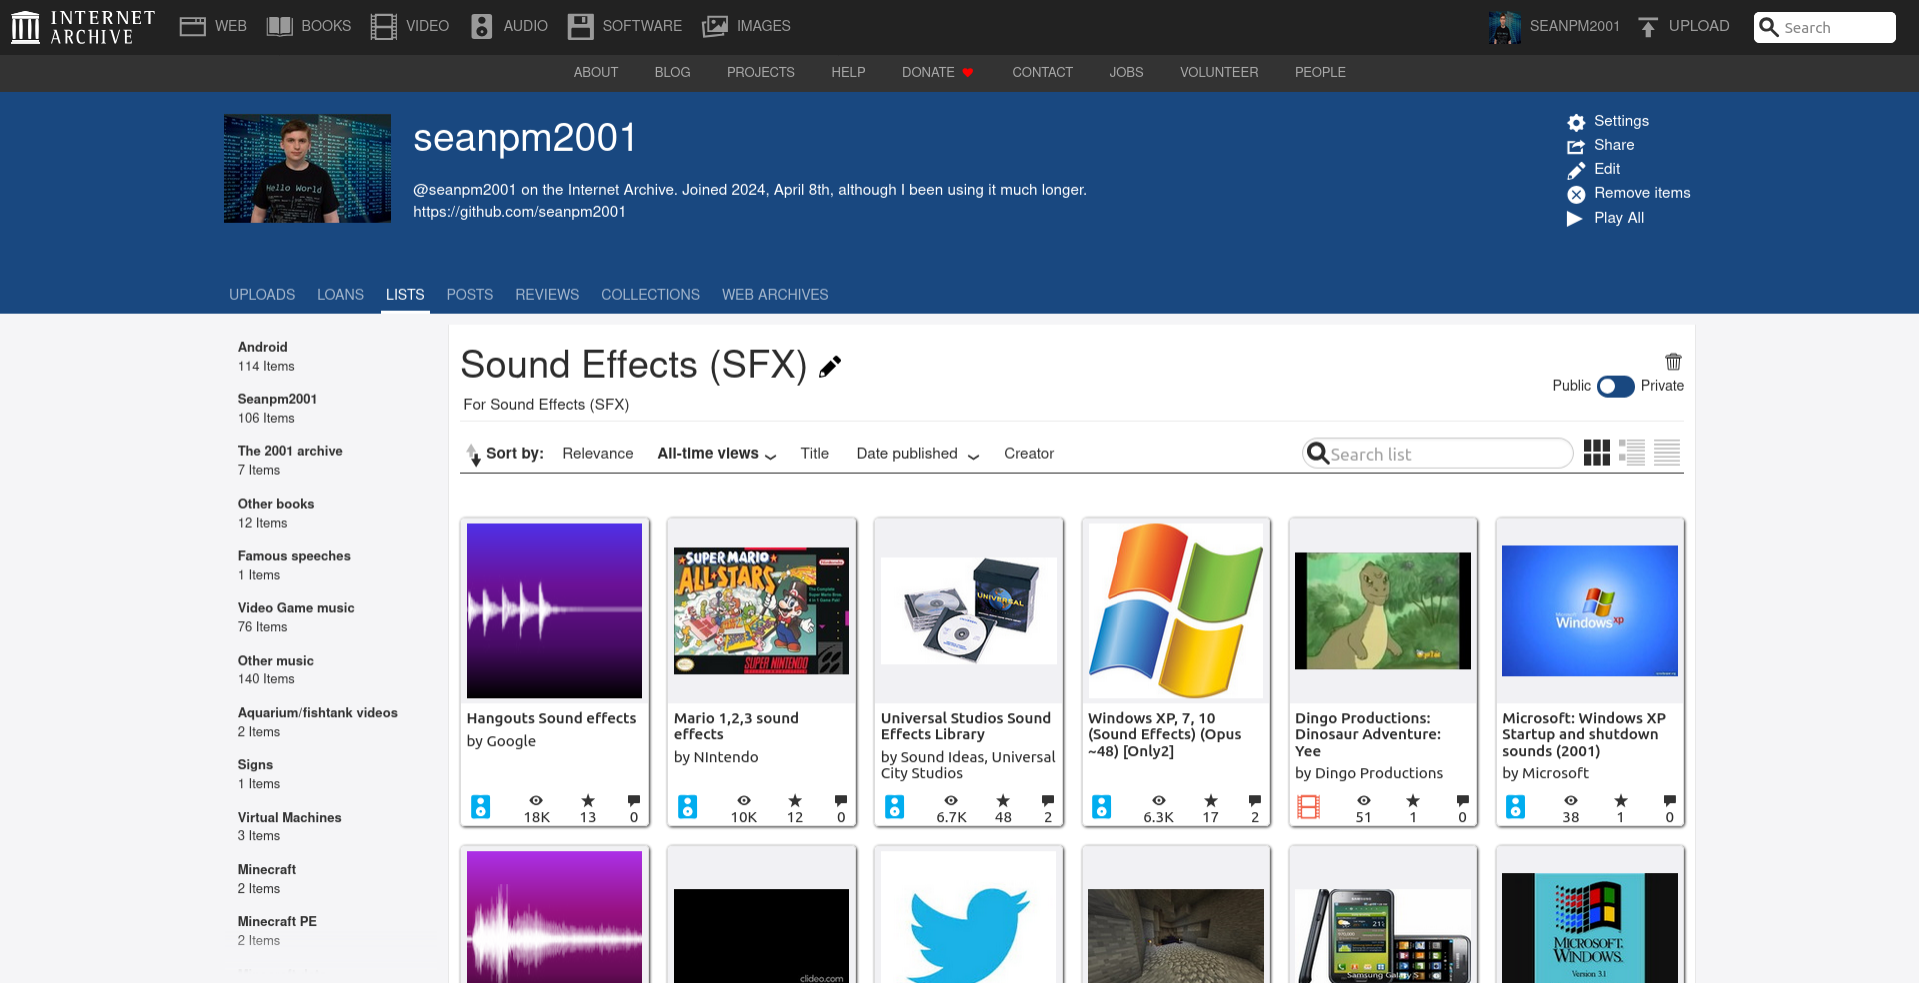 INTERNET ARCHIVE
WEB BOOKS VIDEO AUDIO SOFTWARE IMAGES
SEANPM2001 UPLOAD Search
ABOUT BLOG PROJECTS HELP DONATE CONTACT JOBS VOLUNTEER PEOPLE
Hello World
seanpm2001
@seanpm2001 on the Internet Archive. Joined 2024, April 8th, although I been using it much longer.
https://github.com/seanpm2001
Settings
Share
Edit
Remove items
Play All
UPLOADS LOANS LISTS POSTS REVIEWS COLLECTIONS WEB ARCHIVES
Android
114 Items
Seanpm2001
106 Items
The 2001 archive
7 Items
Other books
12 Items
Famous speeches
1 Items
Video Game music
76 Items
Other music
140 Items
Aquarium/fishtank videos
2 Items
Signs
1 Items
Virtual Machines
3 Items
Minecraft
2 Items
Minecraft PE
2 Items
Sound Effects (SFX)
For Sound Effects (SFX)
Public Private
Sort by: Relevance All-time views Title Date published Creator
Search list
Hangouts Sound effects
by Google
18K 13 0
SUPER MARIO
ALL-STARS
Nintendo
SUPER NINTENDO
Mario 1,2,3 sound
effects
by NIntendo
10K 12 0
UNIVERSAL
Universal Studios Sound
Effects Library
by Sound Ideas, Universal
City Studios
6.7K 48 2
Windows XP, 7, 10
(Sound Effects) (Opus
~48) [Only2]
6.3K 17 2
Dingo Productions:
Dinosaur Adventure:
Yee
by Dingo Productions
51 1 0
Microsoft
Windows xp
Microsoft: Windows XP
Startup and shutdown
sounds (2001)
by Microsoft
38 1 0
clideo.com
SAMSUNG
Samsung Galaxy S
MICROSOFT
WINDOWS.
Version 3.1